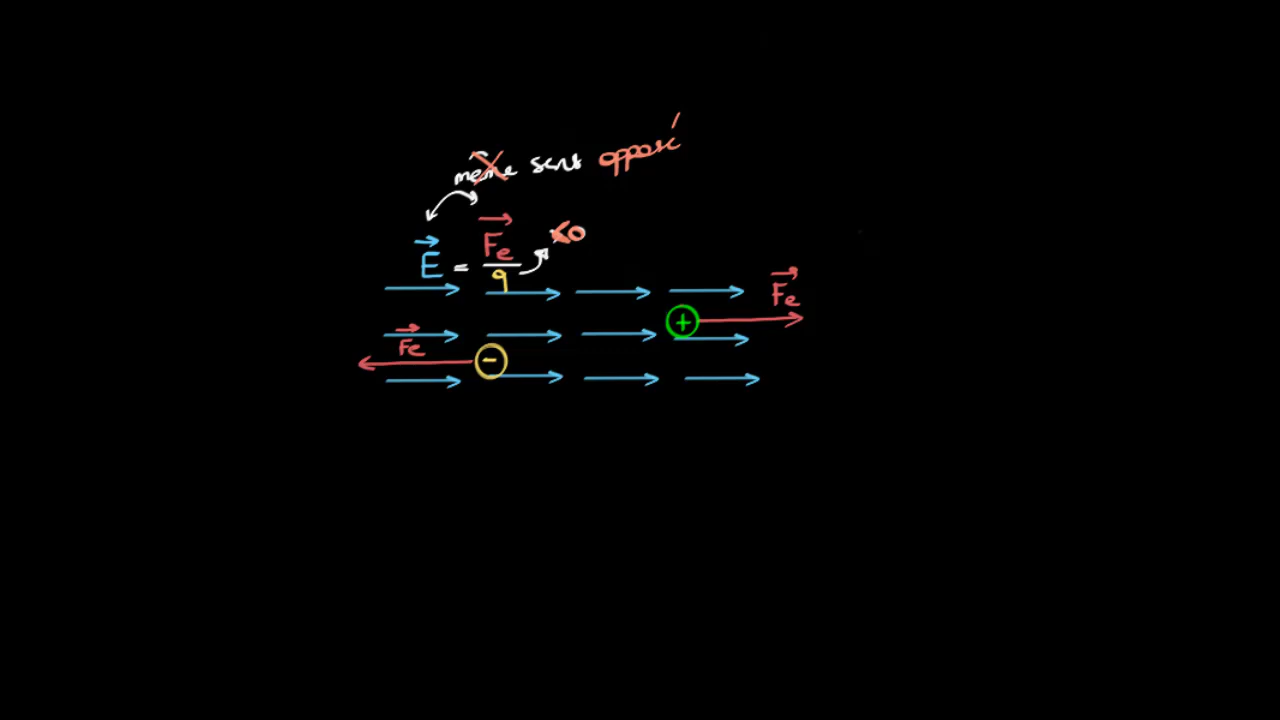 même sens opposé
E = Fe / q <0
Fe
+
Fe
-